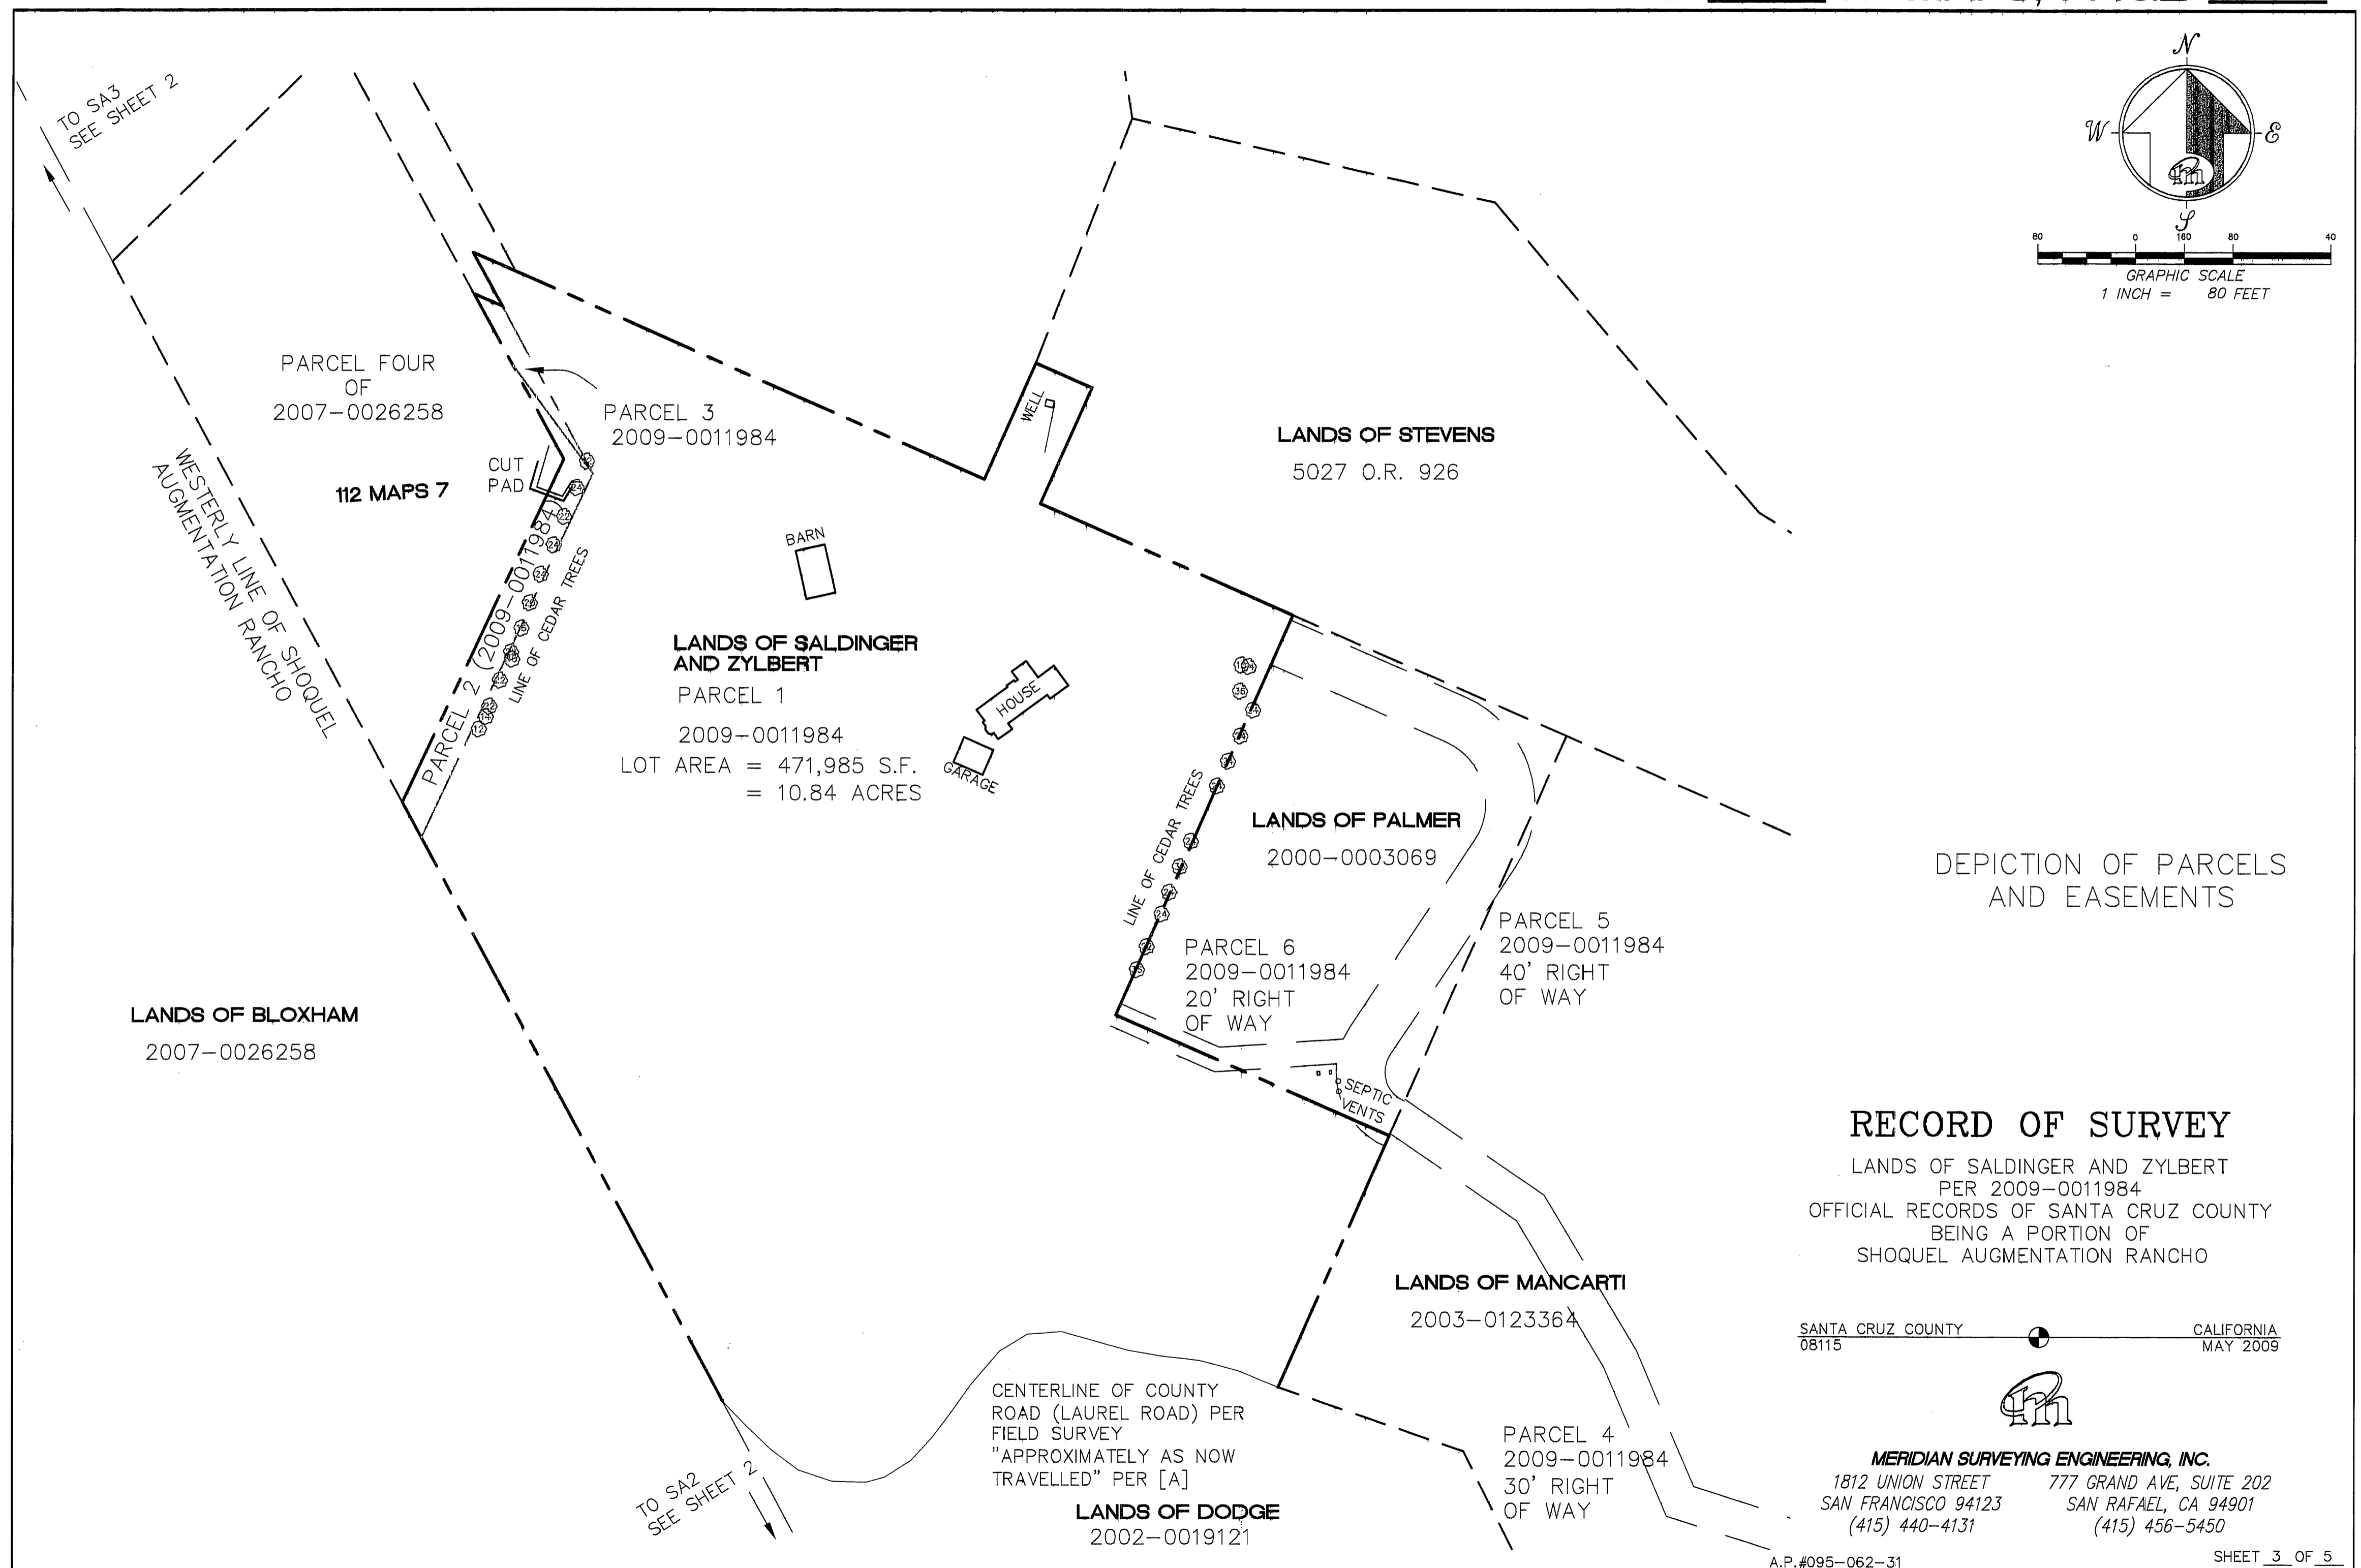 N
W
E
S
80 0 160 80 40
GRAPHIC SCALE
1 INCH = 80 FEET
TO SA3
SEE SHEET 2
PARCEL FOUR
OF
2007-0026258
112 MAPS 7
CUT
PAD
PARCEL 3
2009-0011984
WESTERLY LINE OF SHOQUEL
AUGMENTATION RANCHO
PARCEL 2 (2009-0011984)
LINE OF CEDAR TREES
BARN
WELL
LANDS OF STEVENS
5027 O.R. 926
LANDS OF SALDINGER
AND ZYLBERT
PARCEL 1
2009-0011984
LOT AREA = 471,985 S.F.
= 10.84 ACRES
HOUSE
GARAGE
LINE OF CEDAR TREES
36
24
LANDS OF PALMER
2000-0003069
PARCEL 6
2009-0011984
20' RIGHT
OF WAY
PARCEL 5
2009-0011984
40' RIGHT
OF WAY
SEPTIC
VENTS
DEPICTION OF PARCELS
AND EASEMENTS
LANDS OF BLOXHAM
2007-0026258
LANDS OF MANCARTI
2003-0123364
CENTERLINE OF COUNTY
ROAD (LAUREL ROAD) PER
FIELD SURVEY
"APPROXIMATELY AS NOW
TRAVELLED" PER [A]
LANDS OF DODGE
2002-0019121
TO SA2
SEE SHEET 2
PARCEL 4
2009-0011984
30' RIGHT
OF WAY
RECORD OF SURVEY
LANDS OF SALDINGER AND ZYLBERT
PER 2009-0011984
OFFICIAL RECORDS OF SANTA CRUZ COUNTY
BEING A PORTION OF
SHOQUEL AUGMENTATION RANCHO
SANTA CRUZ COUNTY CALIFORNIA
08115 MAY 2009
MERIDIAN SURVEYING ENGINEERING, INC.
1812 UNION STREET 777 GRAND AVE, SUITE 202
SAN FRANCISCO 94123 SAN RAFAEL, CA 94901
(415) 440-4131 (415) 456-5450
A.P.#095-062-31
SHEET 3 OF 5